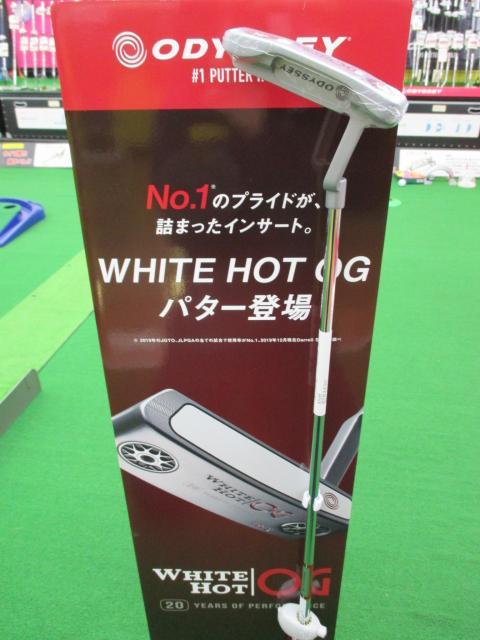 ODYSSEY
#1 PUTTER
ODYSSEY
No.1のプライドが、
詰まったインサート。
WHITE HOT OG
パター登場
WHITE
HOT OG
WHITE HOT OG
20 YEARS OF PERFORMANCE
ODYSSEY